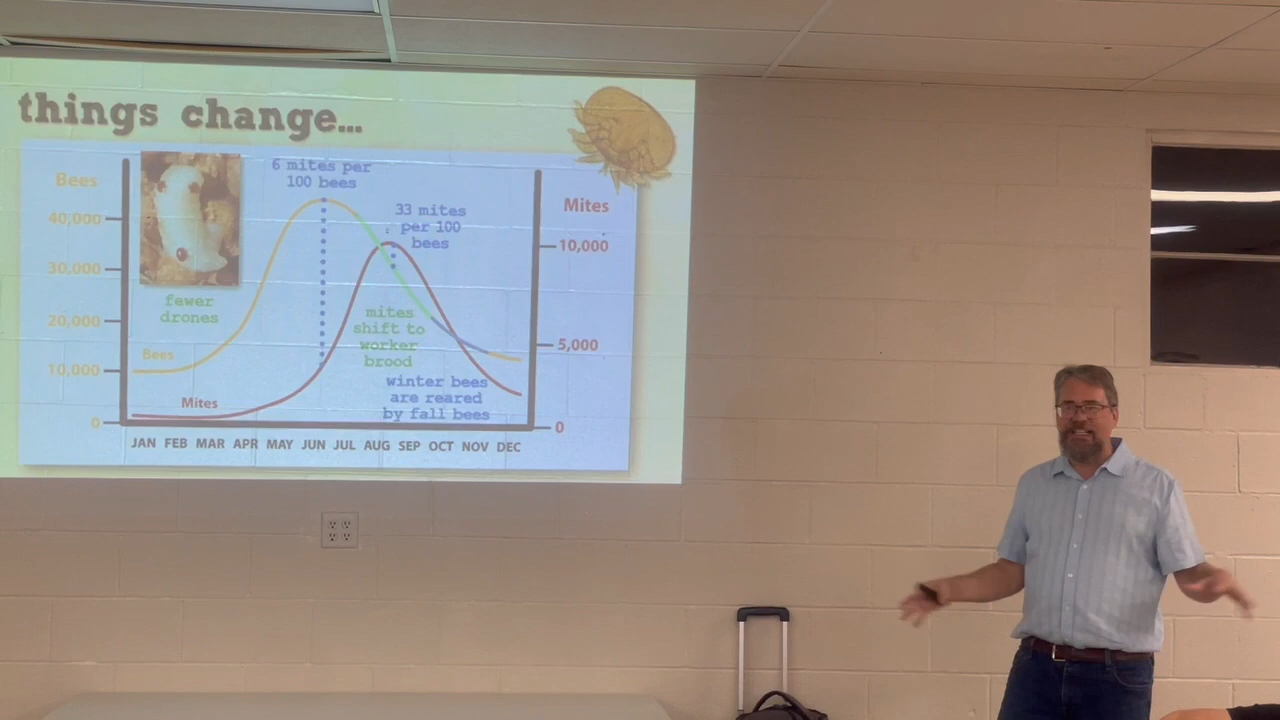 things change...
Bees
40,000
30,000
20,000
10,000
0
6 mites per
100 bees
33 mites
per 100
bees
Mites
10,000
5,000
0
fewer
drones
mites
shift to
worker
brood
Bees
Mites
winter bees
are reared
by fall bees
JAN FEB MAR APR MAY JUN JUL AUG SEP OCT NOV DEC